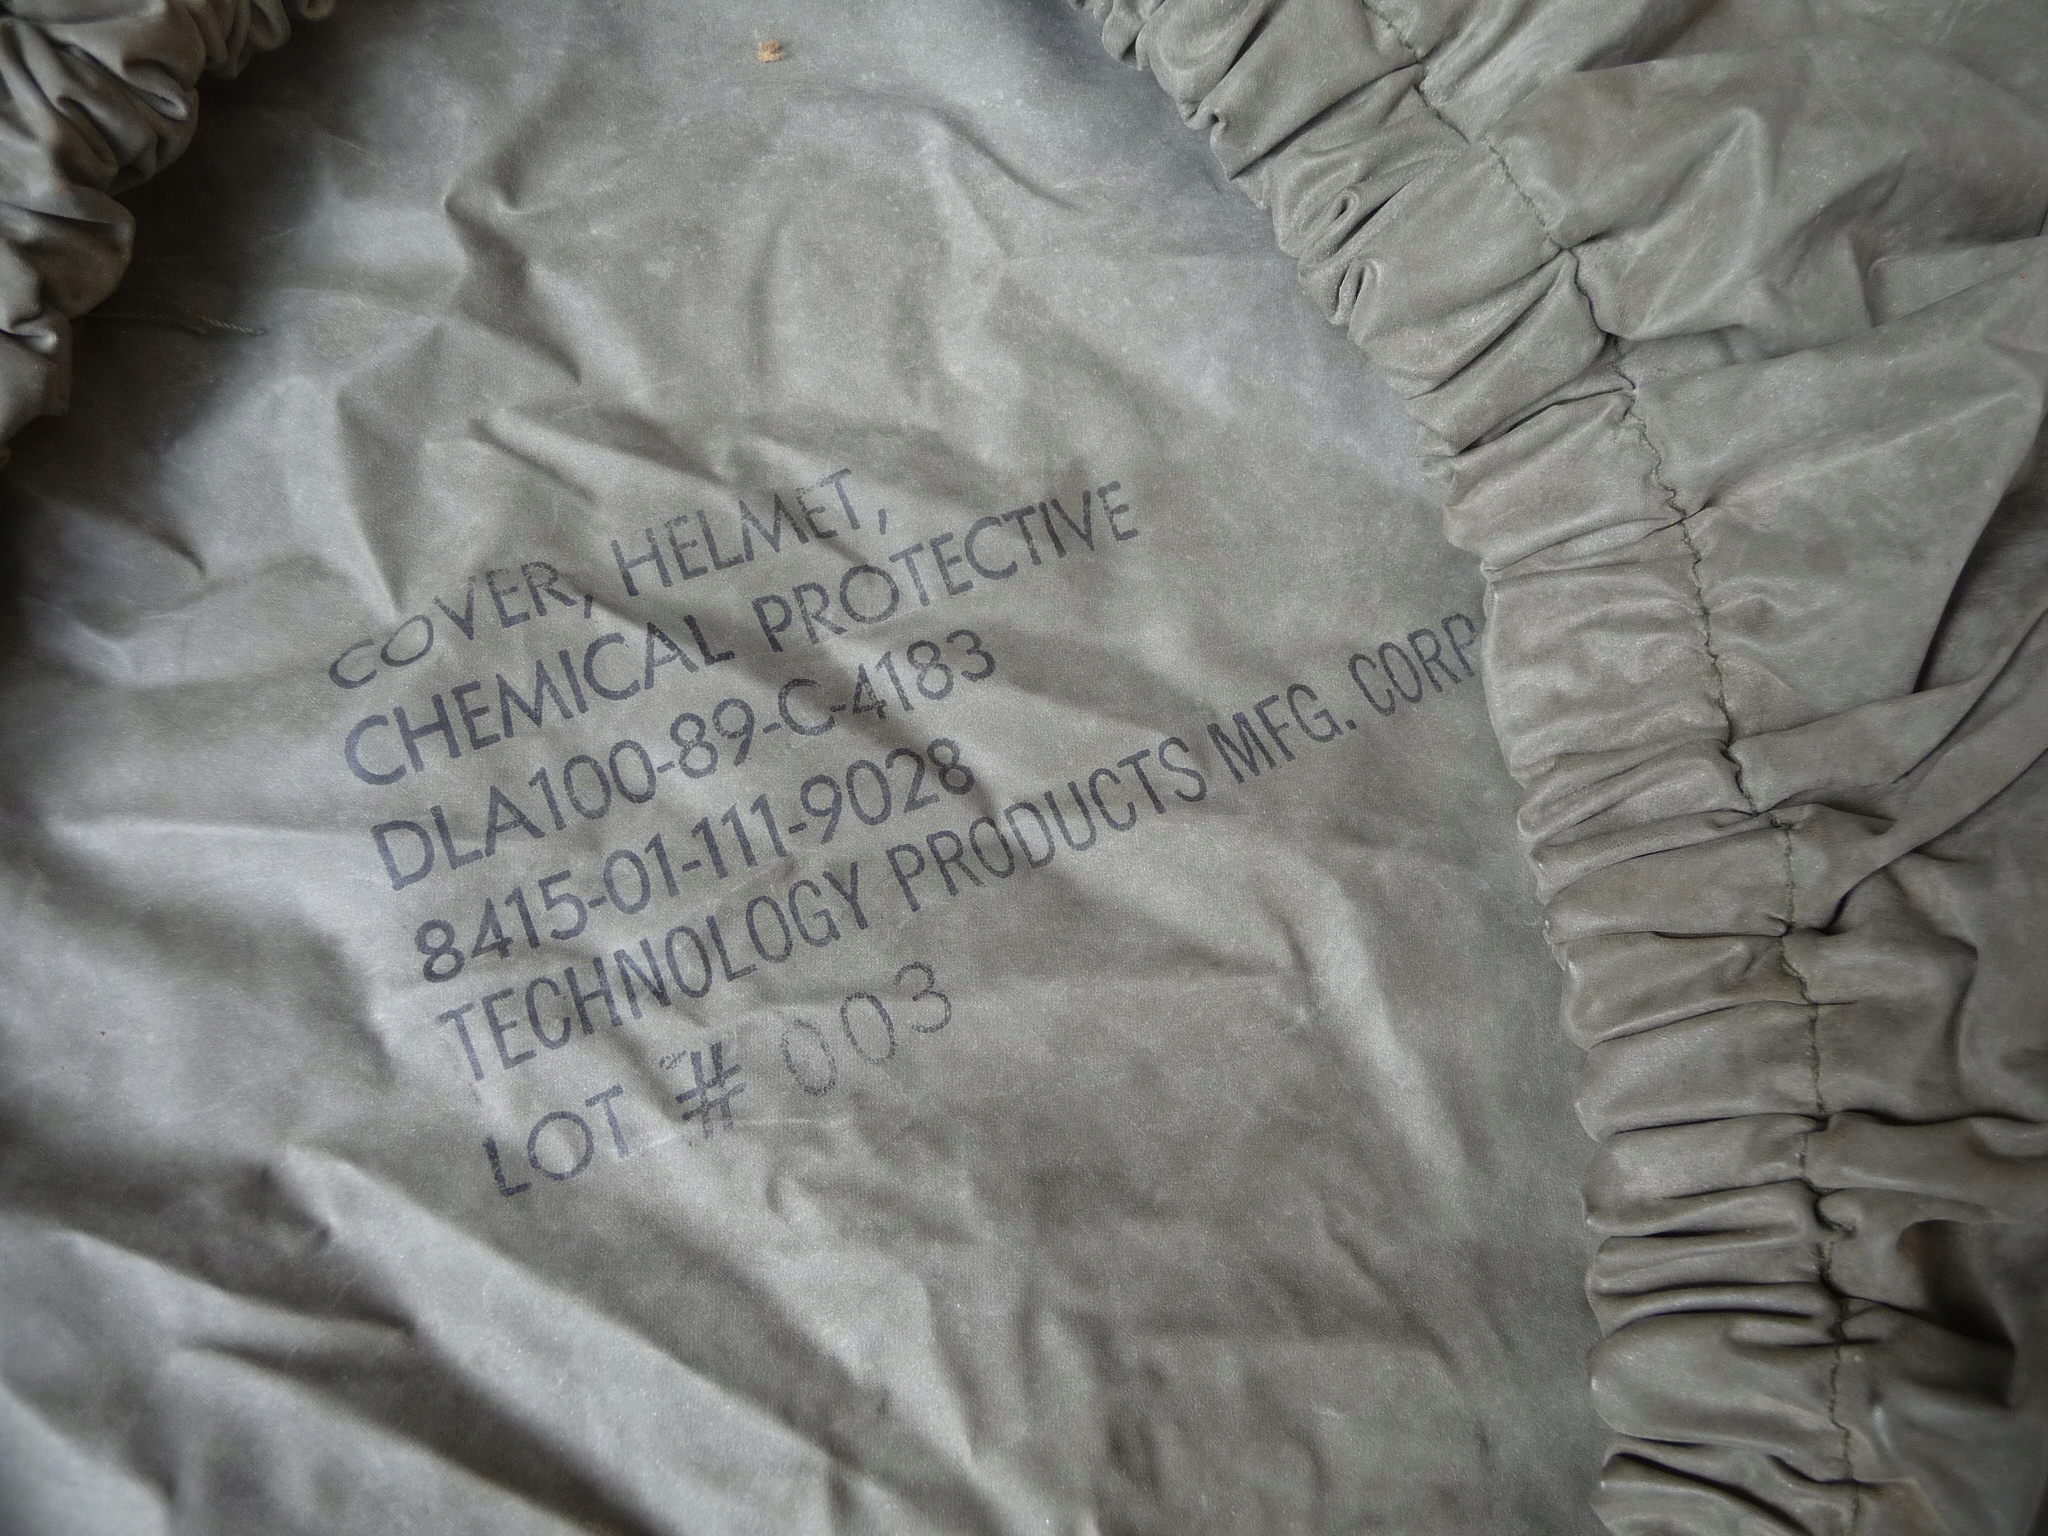 COVER, HELMET,
CHEMICAL PROTECTIVE
DLA100-89-C-4183
8415-01-111-9028
TECHNOLOGY PRODUCTS MFG. CORP
LOT # 003